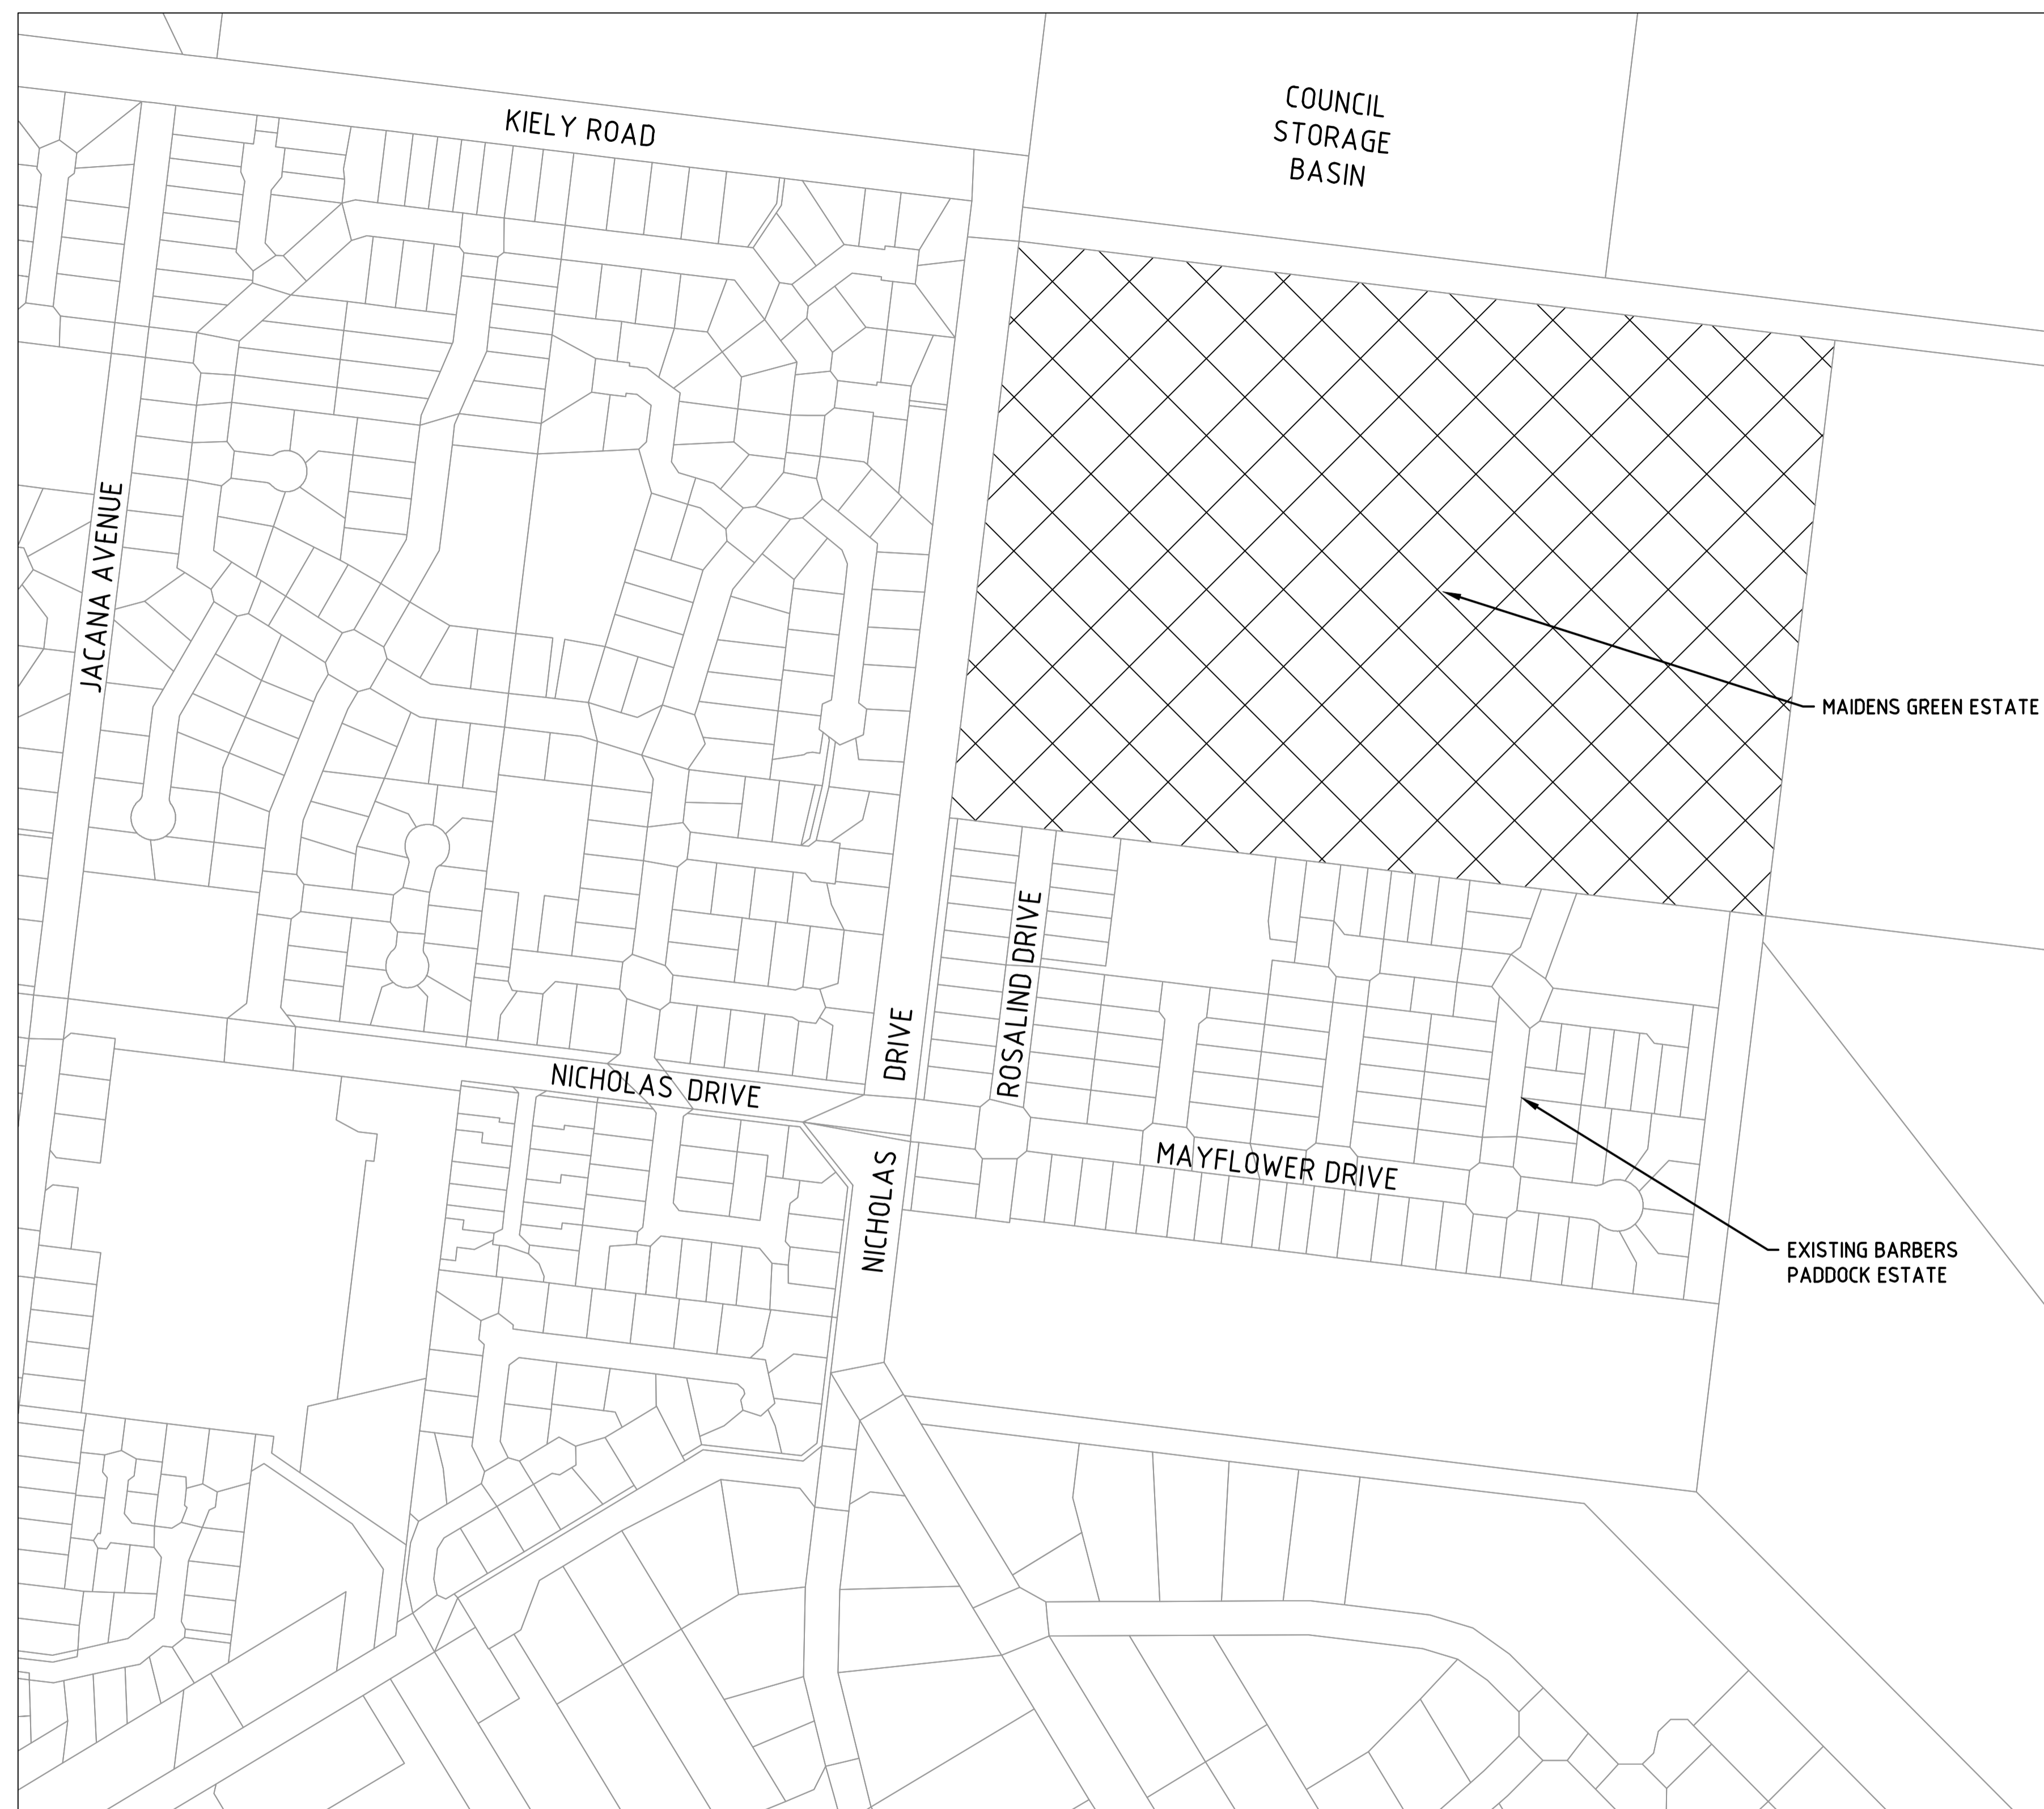 KIELY ROAD
COUNCIL
STORAGE
BASIN
JACANA AVENUE
MAIDENS GREEN ESTATE
ROSALIND DRIVE
NICHOLAS DRIVE
NICHOLAS DRIVE
MAYFLOWER DRIVE
EXISTING BARBERS
PADDOCK ESTATE